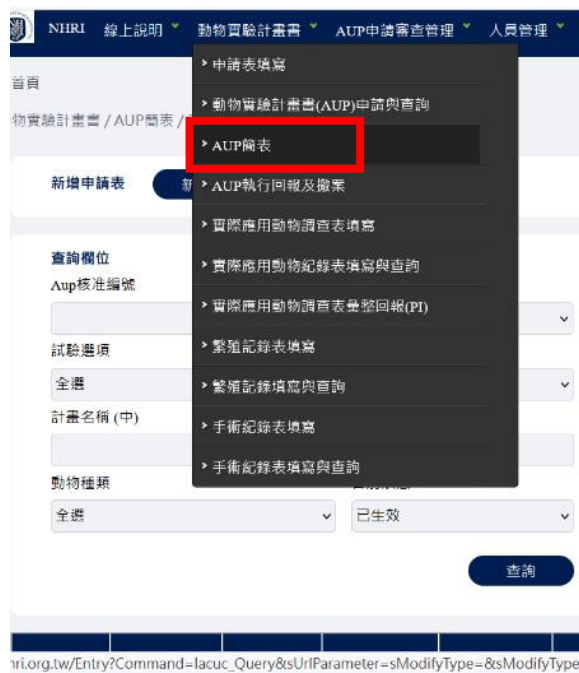 NHRI 線上說明 動物實驗計畫書 AUP申請審查管理 人員管理
申請表填寫
首頁
動物實驗計畫書(AUP)申請與查詢
物實驗計畫書 / AUP簡表 /
AUP簡表
新增申請表 新
AUP執行回報及撤案
實際應用動物調查表填寫
查詢欄位
實際應用動物紀錄表填寫與查詢
Aup核准編號
實際應用動物調查表彙整回報(PI)
試驗選項
繁殖記錄表填寫
全選
繁殖記錄填寫與查詢
計畫名稱 (中)
手術紀錄表填寫
手術紀錄表填寫與查詢
動物種類
全選 已生效
查詢
hri.org.tw/Entry?Command=Iacuc_Query&sUrlParameter=sModifyType=&sModifyType